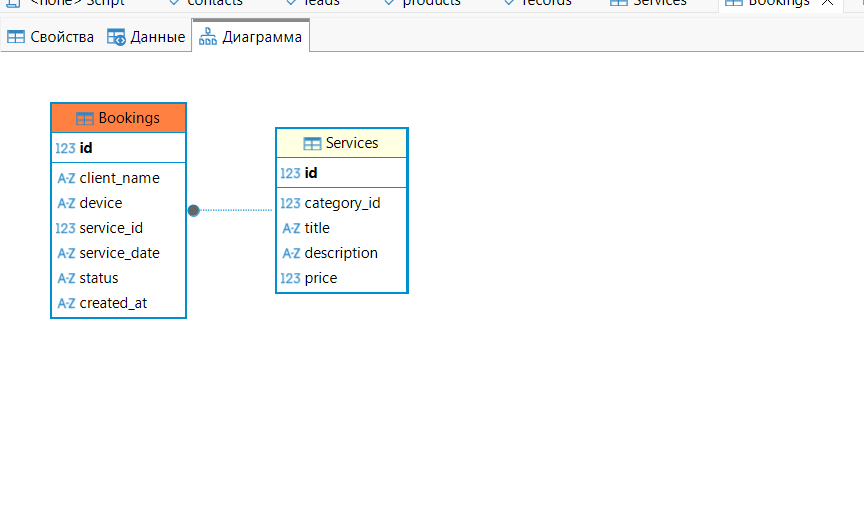 <none> Script contacts leads products records Services Bookings
Свойства Данные Диаграмма
Bookings
123 id
A-Z client_name
A-Z device
123 service_id
A-Z service_date
A-Z status
A-Z created_at
Services
123 id
123 category_id
A-Z title
A-Z description
123 price